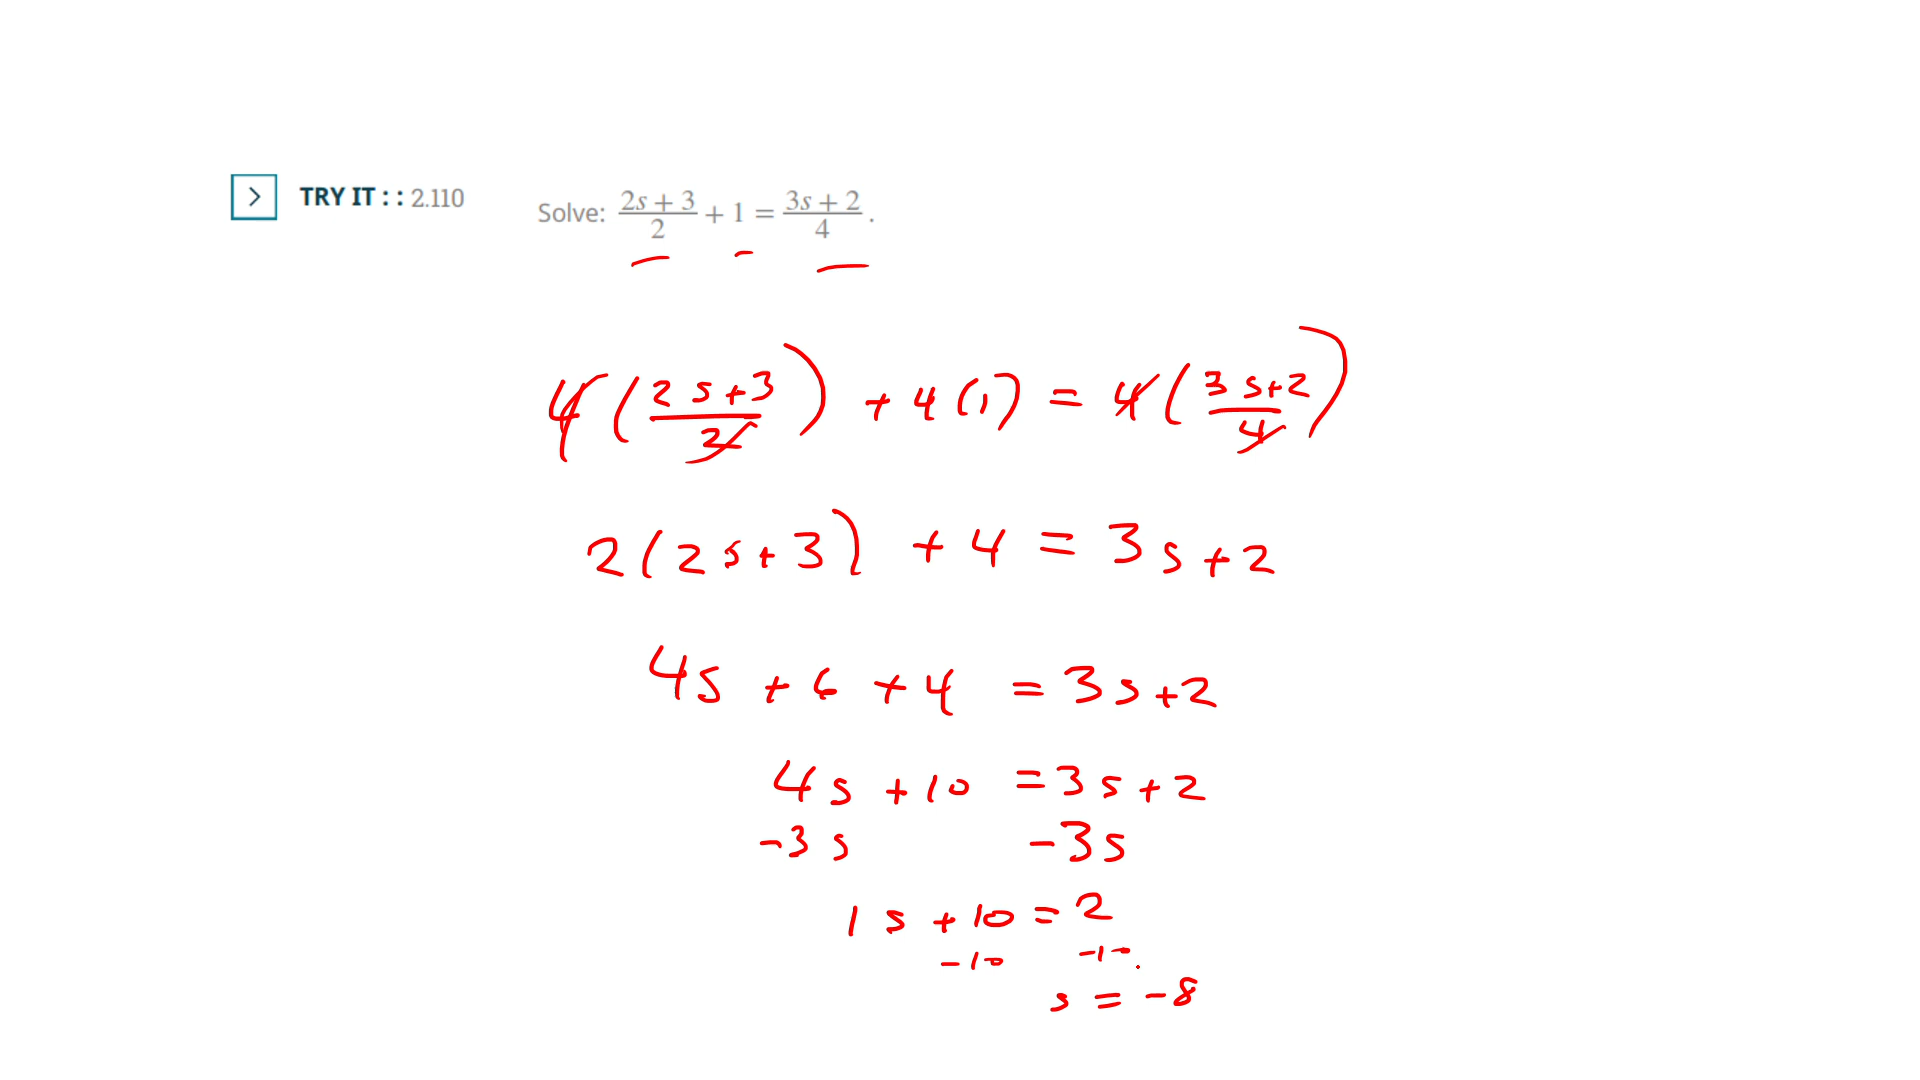 > TRY IT : : 2.110 Solve: (2s + 3)/2 + 1 = (3s + 2)/4 .
4((2s+3)/2) + 4(1) = 4((3s+2)/4)
2(2s+3) + 4 = 3s+2
4s + 6 + 4 = 3s+2
4s + 10 = 3s+2
-3s -3s
1s + 10 = 2
-10 -10
s = -8